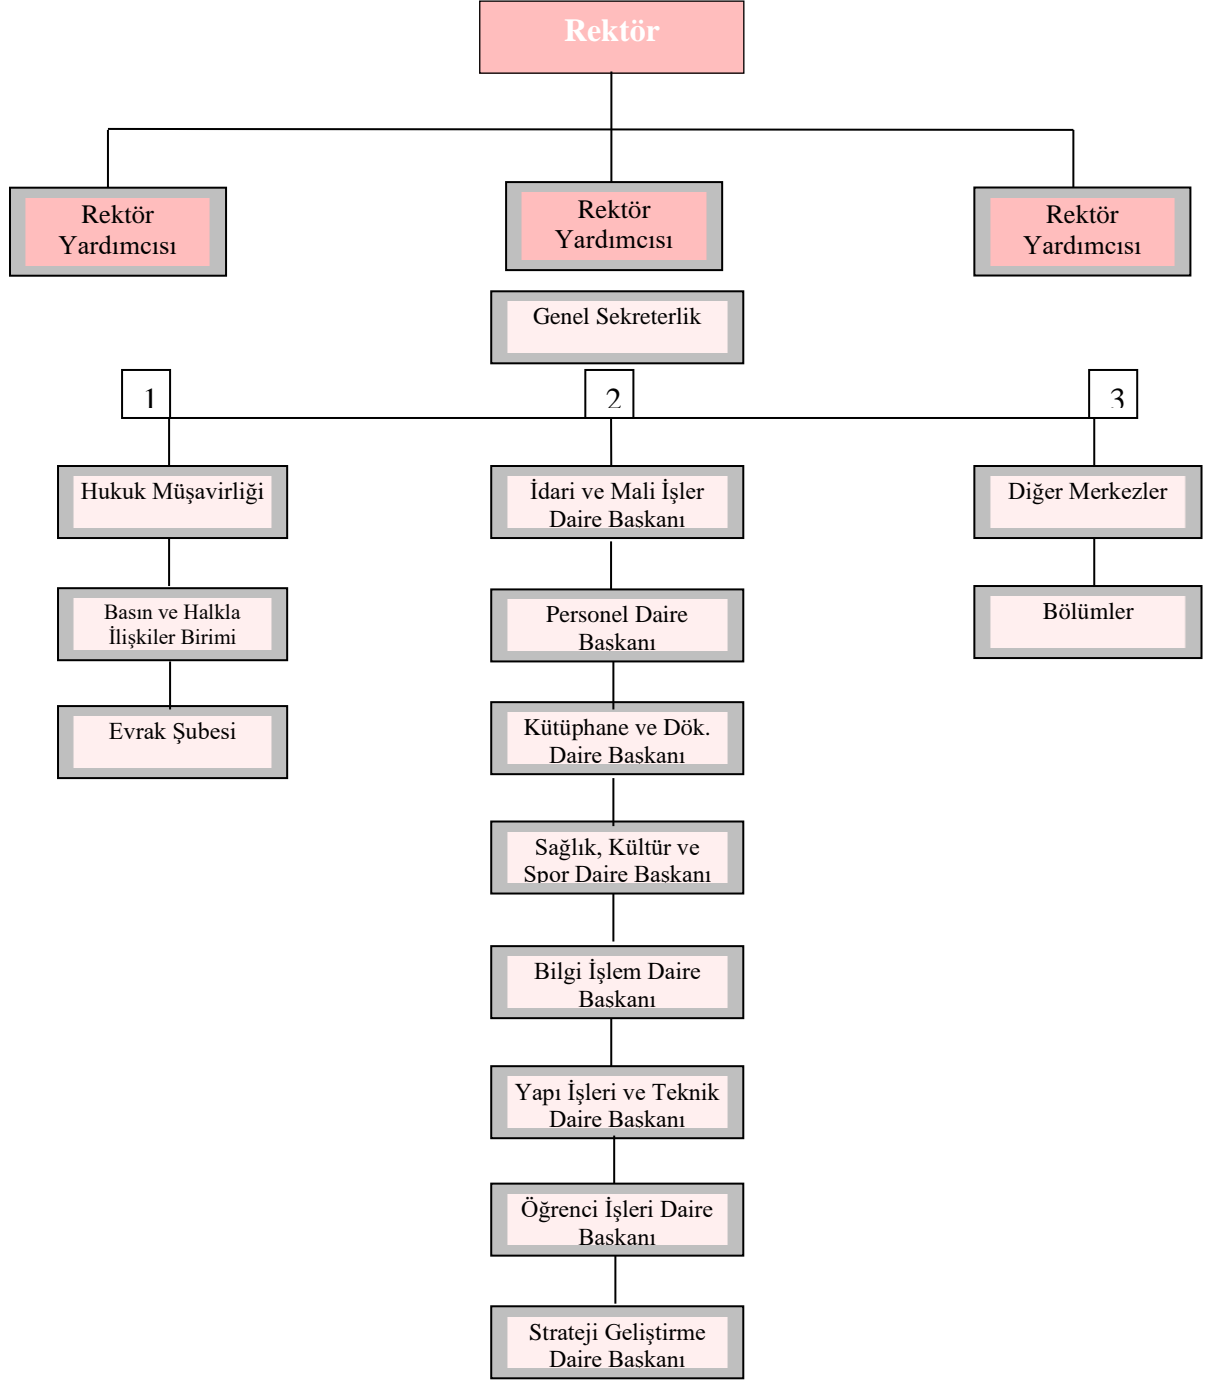 Rektör
Rektör
Yardımcısı
Rektör
Yardımcısı
Rektör
Yardımcısı
Genel Sekreterlik
1
2
3
Hukuk Müşavirliği
Basın ve Halkla
İlişkiler Birimi
Evrak Şubesi
İdari ve Mali İşler
Daire Başkanı
Personel Daire
Başkanı
Kütüphane ve Dök.
Daire Başkanı
Sağlık, Kültür ve
Spor Daire Başkanı
Bilgi İşlem Daire
Başkanı
Yapı İşleri ve Teknik
Daire Başkanı
Öğrenci İşleri Daire
Başkanı
Strateji Geliştirme
Daire Başkanı
Diğer Merkezler
Bölümler